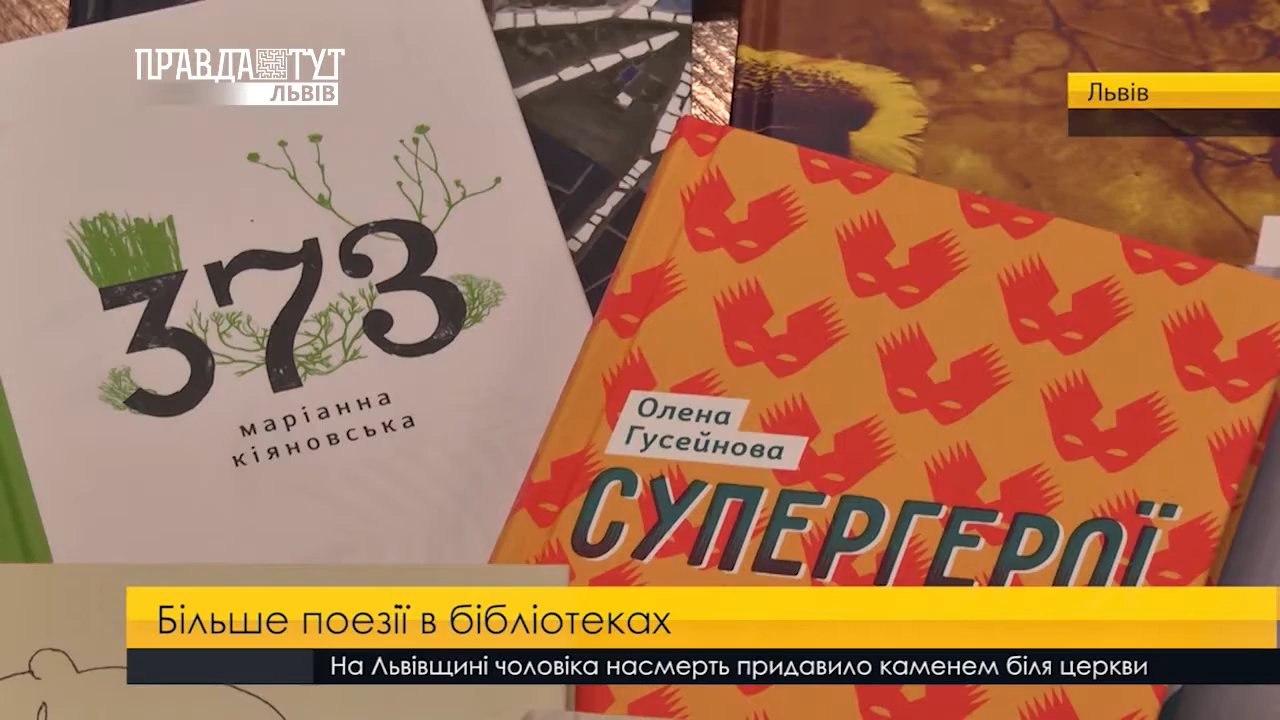 ПРАВДА ТУТ
ЛЬВІВ
Львів
373
маріанна
кіяновська
Олена
Гусейнова
СУПЕРГЕРОЇ
Більше поезії в бібліотеках
На Львівщині чоловіка насмерть придавило каменем біля церкви